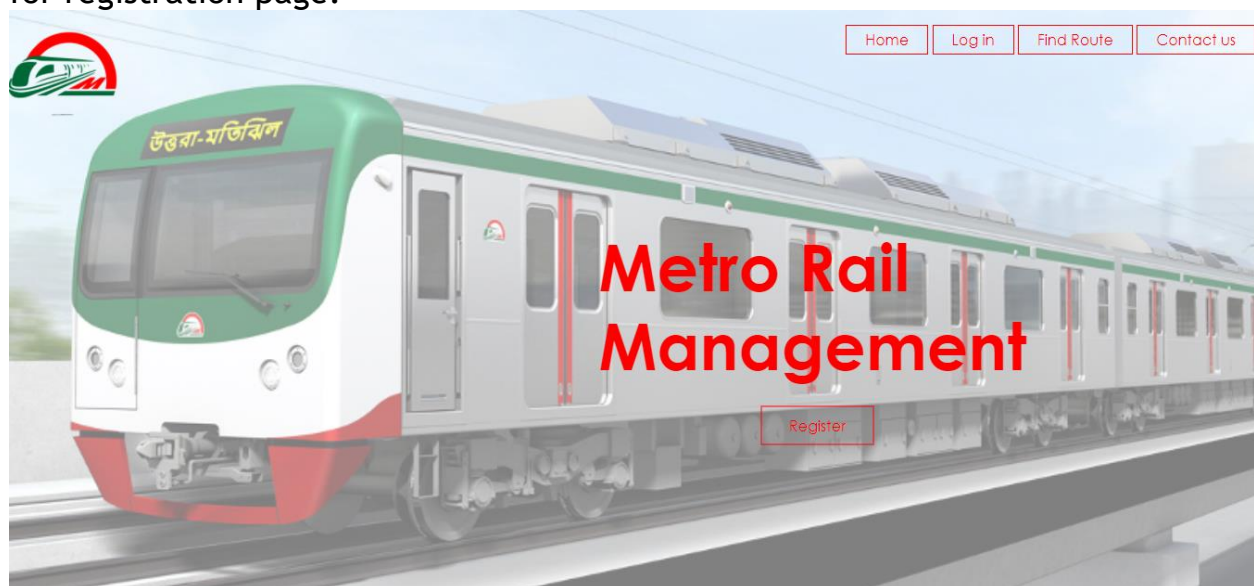 for registration page.
Home Log in Find Route Contact us
উত্তরা-মতিঝিল
Metro Rail
Management
Register